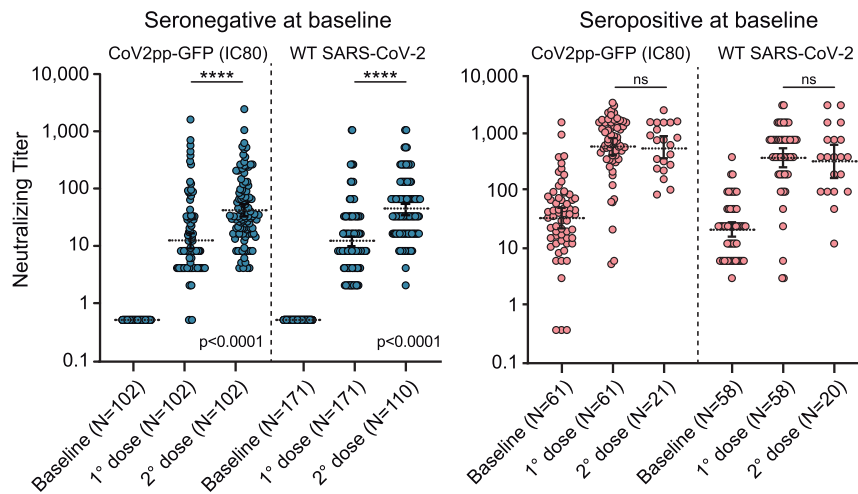 Seronegative at baseline
CoV2pp-GFP (IC80) WT SARS-CoV-2
**** ****
Neutralizing Titer
10,000
1,000
100
10
1
0.1
p<0.0001 p<0.0001
Baseline (N=102)
1° dose (N=102)
2° dose (N=102)
Baseline (N=171)
1° dose (N=171)
2° dose (N=110)
Seropositive at baseline
CoV2pp-GFP (IC80) WT SARS-CoV-2
ns ns
10,000
1,000
100
10
1
0.1
Baseline (N=61)
1° dose (N=61)
2° dose (N=21)
Baseline (N=58)
1° dose (N=58)
2° dose (N=20)